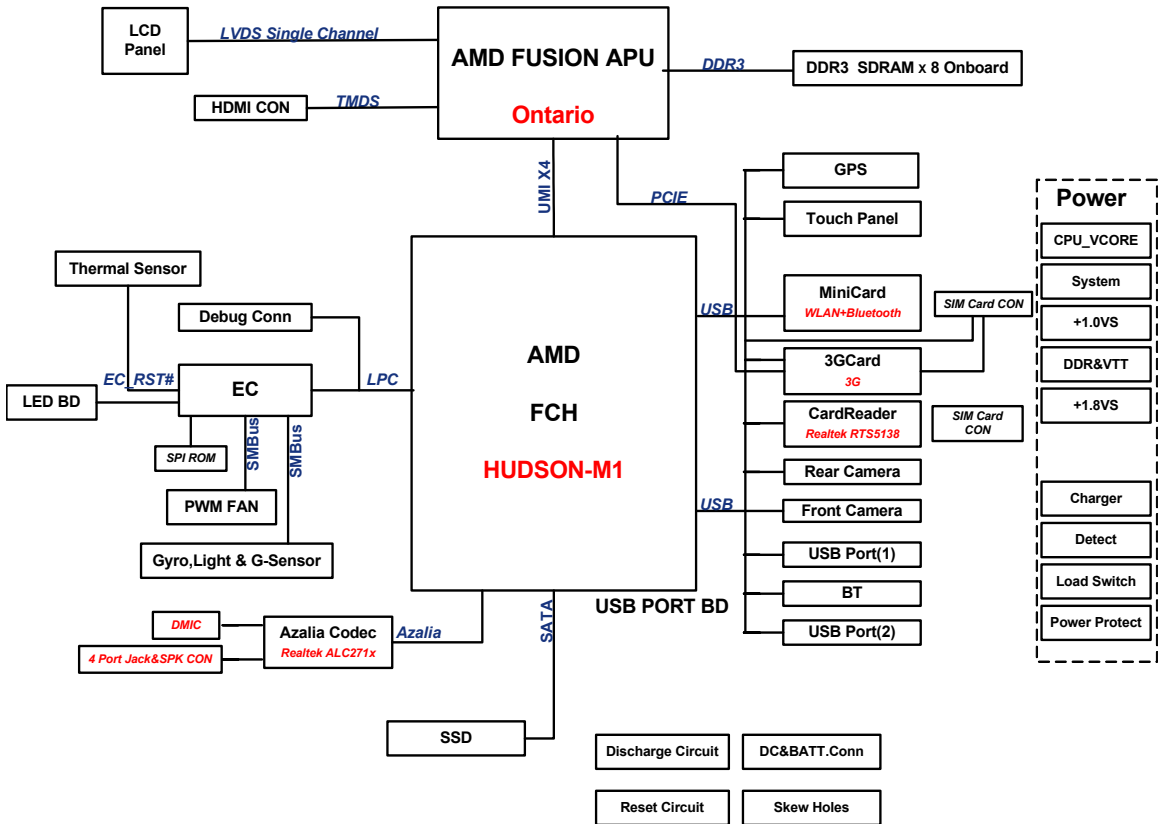 LCD
Panel
LVDS Single Channel
AMD FUSION APU
Ontario
DDR3
DDR3 SDRAM x 8 Onboard
HDMI CON
TMDS
UMI X4
PCIE
GPS
Touch Panel
Power
CPU_VCORE
System
+1.0VS
DDR&VTT
+1.8VS
Charger
Detect
Load Switch
Power Protect
Thermal Sensor
Debug Conn
EC_RST#
EC
LPC
LED BD
SPI ROM
SMBus
SMBus
PWM FAN
Gyro,Light & G-Sensor
AMD
FCH
HUDSON-M1
USB
MiniCard
WLAN+Bluetooth
SIM Card CON
3GCard
3G
CardReader
Realtek RTS5138
SIM Card
CON
Rear Camera
USB
Front Camera
USB Port(1)
BT
USB Port(2)
USB PORT BD
DMIC
4 Port Jack&SPK CON
Azalia Codec
Realtek ALC271x
Azalia
SATA
SSD
Discharge Circuit
DC&BATT.Conn
Reset Circuit
Skew Holes